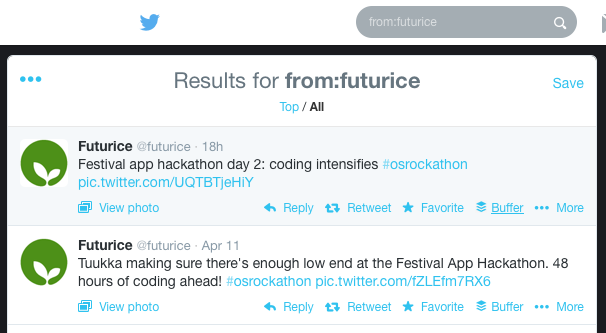 from:futurice
Results for from:futurice
Save
Top / All
Futurice @futurice · 18h
Festival app hackathon day 2: coding intensifies #osrockathon
pic.twitter.com/UQTBTjeHiY
View photo Reply Retweet Favorite Buffer More
Futurice @futurice · Apr 11
Tuukka making sure there's enough low end at the Festival App Hackathon. 48
hours of coding ahead! #osrockathon pic.twitter.com/fZLEfm7RX6
View photo Reply Retweet Favorite Buffer More